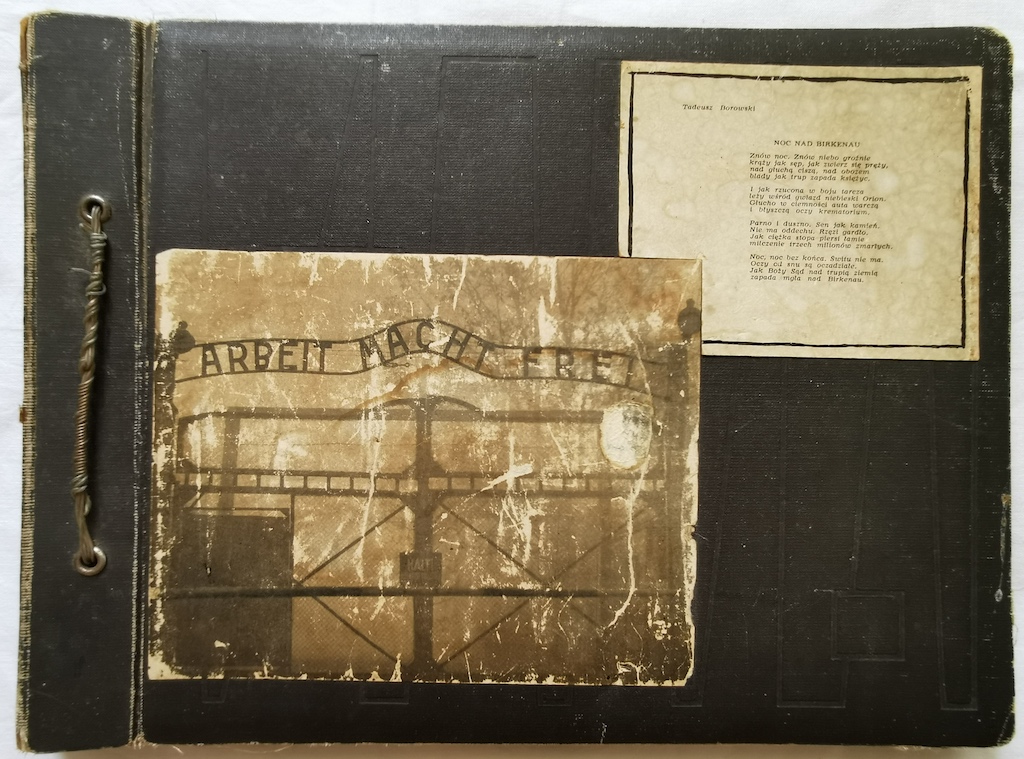 Tadeusz Borowski
NOC NAD BIRKENAU
Znów noc. Znów niebo groźnie
krąży jak sęp, jak zwierz się pręży,
nad głuchą ciszą, nad obozem
blady jak trup zapada księżyc.
I jak rzucona w boju tarcza
leży wśród gwiazd niebieski Orion.
Głucho w ciemności auta warczą
i błyszczą oczy krematorium.
Parno i duszno. Sen jak kamień.
Nie ma oddechu. Rzęzi gardło.
Jak ciężka stopa piersi łamie
milczenie trzech milionów zmarłych.
Noc, noc bez końca. Świtu nie ma.
Oczy od snu są oczadziałe.
Jak Boży Sąd nad trupią ziemią
zapada mgła nad Birkenau.
ARBEIT MACHT FREI
HALT